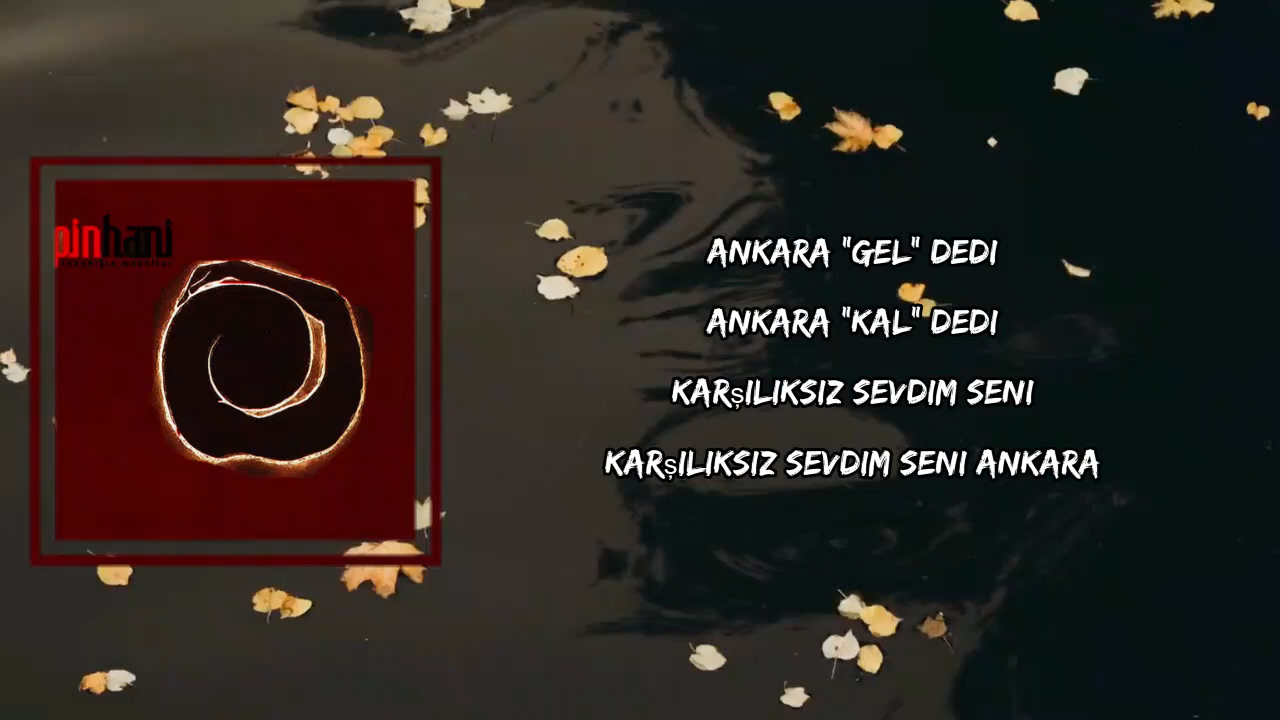 pinhani
ANKARA "GEL" DEDI
ANKARA "KAL" DEDI
KARşILIKSIZ SEVDIM SENI
KARşILIKSIZ SEVDIM SENI ANKARA